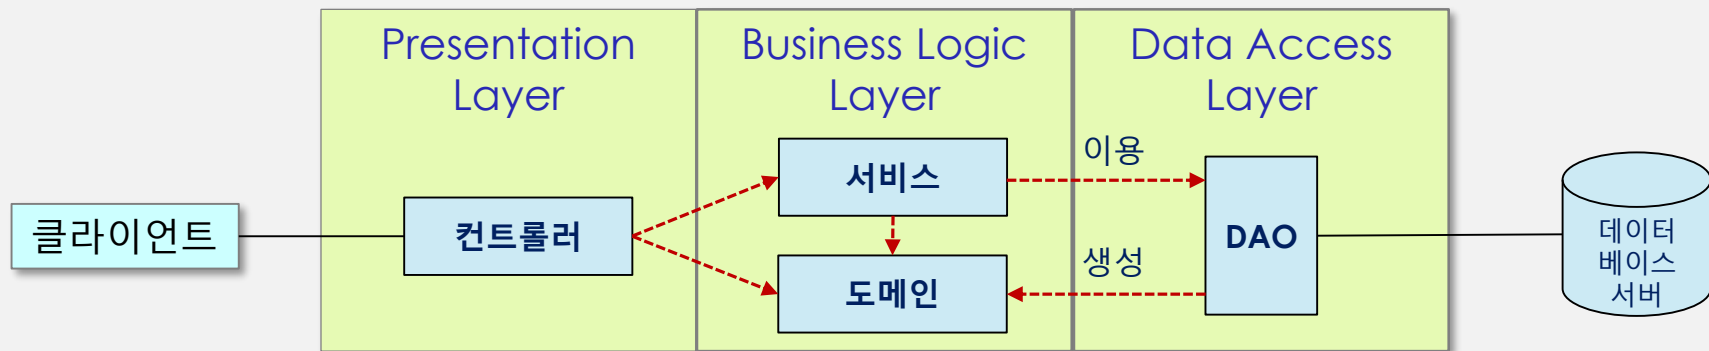 Presentation
Layer
Business Logic
Layer
Data Access
Layer
클라이언트
컨트롤러
서비스
도메인
이용
생성
DAO
데이터
베이스
서버